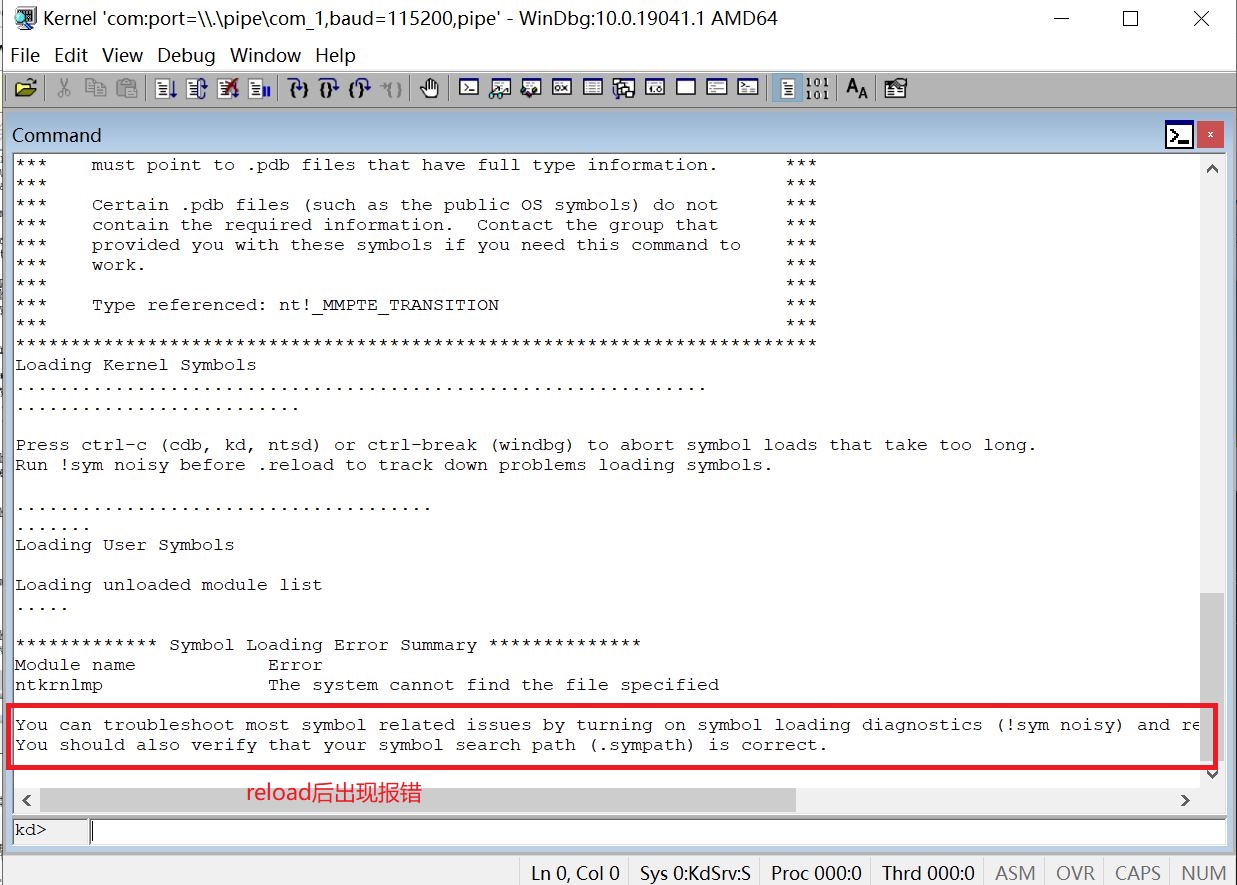 Kernel 'com:port=\\.\pipe\com_1,baud=115200,pipe' - WinDbg:10.0.19041.1 AMD64
File Edit View Debug Window Help
Command
*** must point to .pdb files that have full type information. ***
*** ***
*** Certain .pdb files (such as the public OS symbols) do not ***
*** contain the required information. Contact the group that ***
*** provided you with these symbols if you need this command to ***
*** work. ***
*** ***
*** Type referenced: nt!_MMPTE_TRANSITION ***
*** ***
*************************************************************************
Loading Kernel Symbols
...............................................................
..........................
Press ctrl-c (cdb, kd, ntsd) or ctrl-break (windbg) to abort symbol loads that take too long.
Run !sym noisy before .reload to track down problems loading symbols.
......................................
.......
Loading User Symbols
Loading unloaded module list
.....
************* Symbol Loading Error Summary **************
Module name Error
ntkrnlmp The system cannot find the file specified
You can troubleshoot most symbol related issues by turning on symbol loading diagnostics (!sym noisy) and re
You should also verify that your symbol search path (.sympath) is correct.
reload后出现报错
kd>
Ln 0, Col 0 Sys 0:KdSrv:S Proc 000:0 Thrd 000:0 ASM OVR CAPS NUM